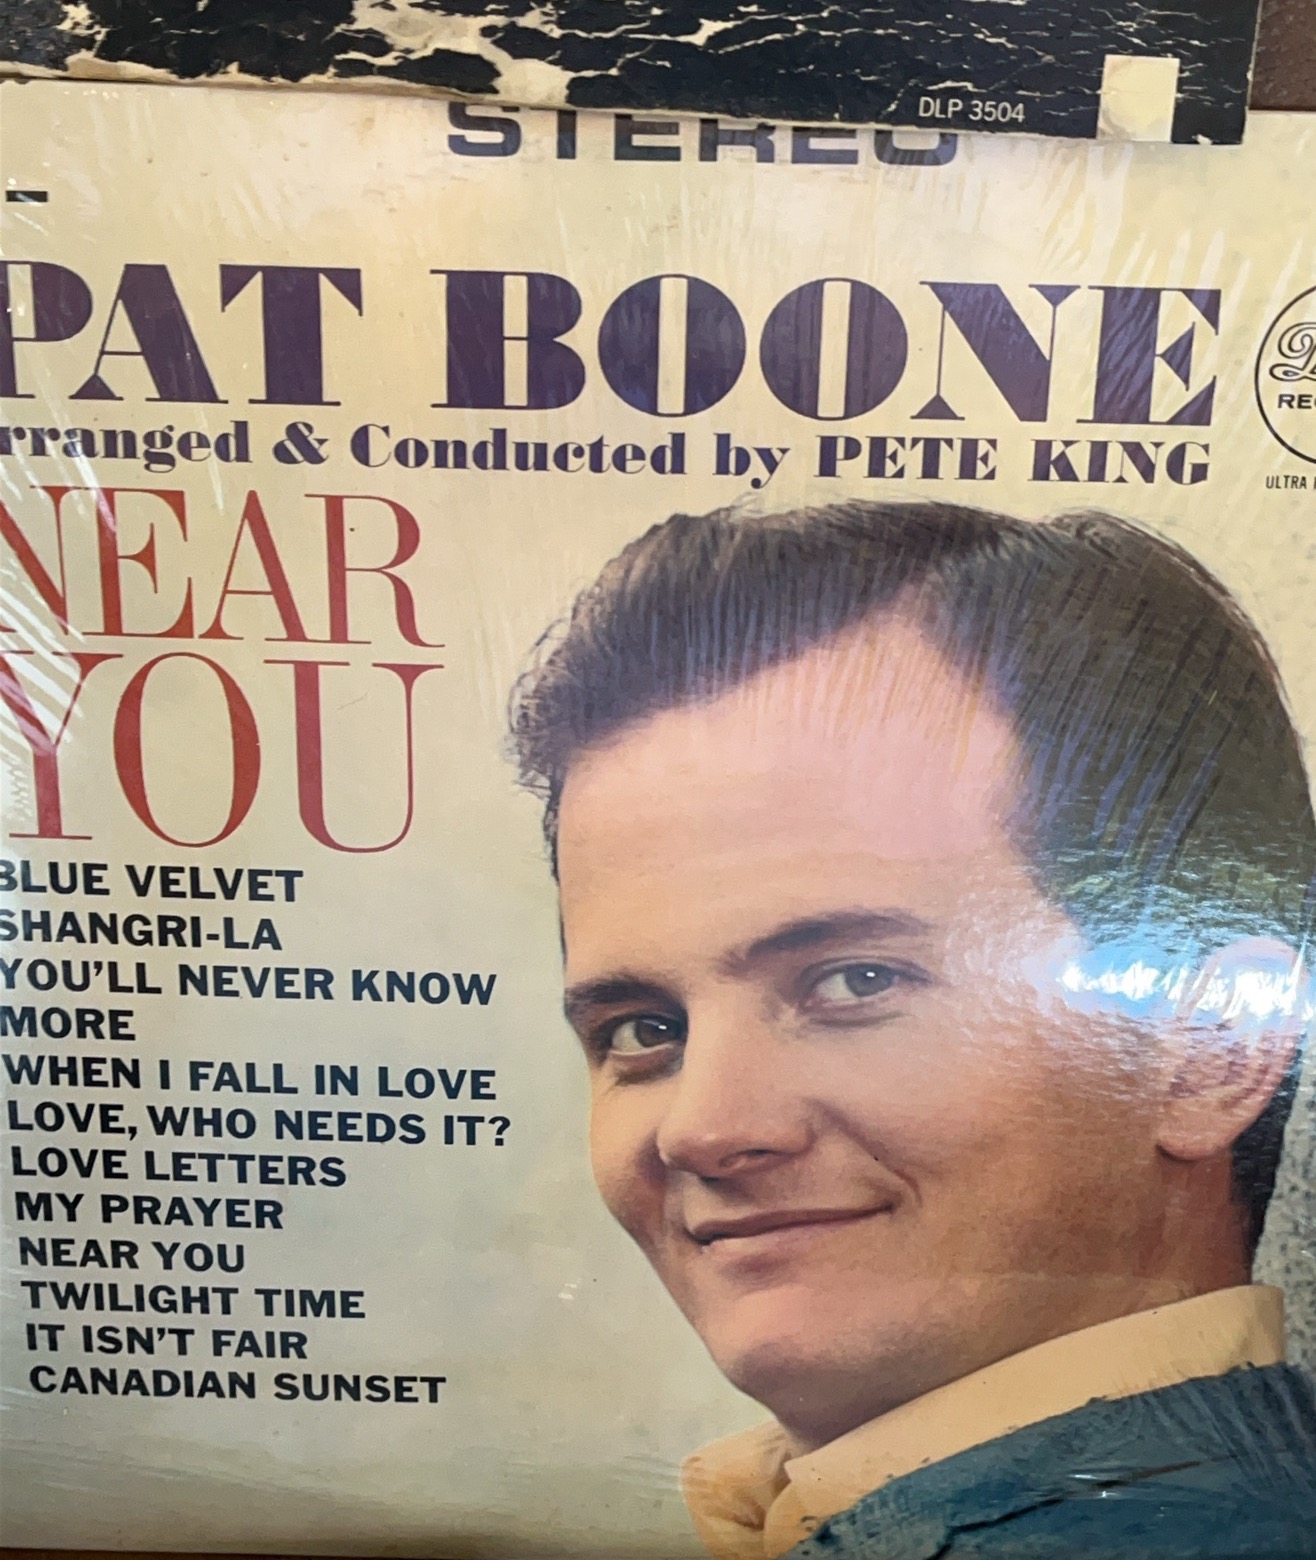 DLP 3504
STEREO
PAT BOONE
rranged & Conducted by PETE KING
NEAR
YOU
BLUE VELVET
SHANGRI-LA
YOU'LL NEVER KNOW
MORE
WHEN I FALL IN LOVE
LOVE, WHO NEEDS IT?
LOVE LETTERS
MY PRAYER
NEAR YOU
TWILIGHT TIME
IT ISN'T FAIR
CANADIAN SUNSET
ULTRA